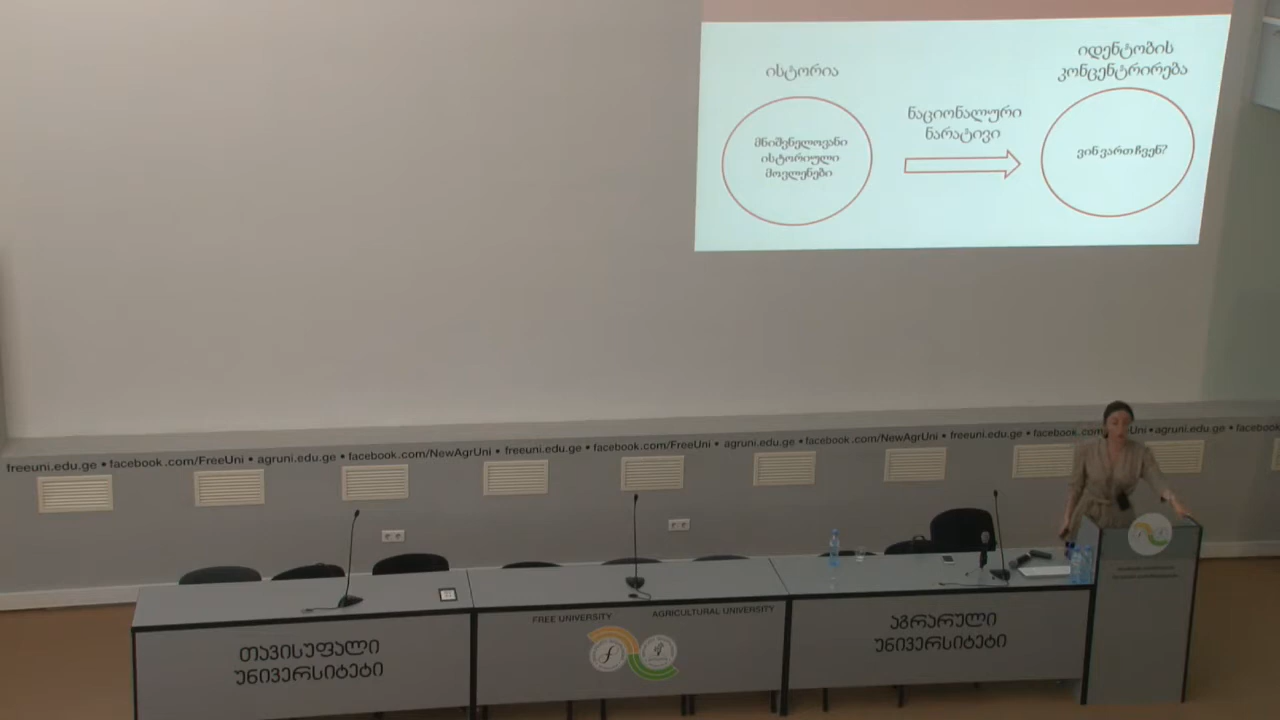 ისტორია
მნიშვნელოვანი
ისტორიული
მოვლენები
ნაციონალური
ნარატივი
იდენტობის
კონცენტრირება
ვინ ვართ ჩვენ?
freeuni.edu.ge • facebook.com/FreeUni • agruni.edu.ge • facebook.com/NewAgrUni • freeuni.edu.ge • facebook.com/FreeUni • agruni.edu.ge • facebook.com/NewAgrUni • freeuni.edu.ge • facebook.com Uni • agruni.edu.ge • facebook
FREE UNIVERSITY
AGRICULTURAL UNIVERSITY
თავისუფალი
უნივერსიტეტი
აგრარული
უნივერსიტეტი